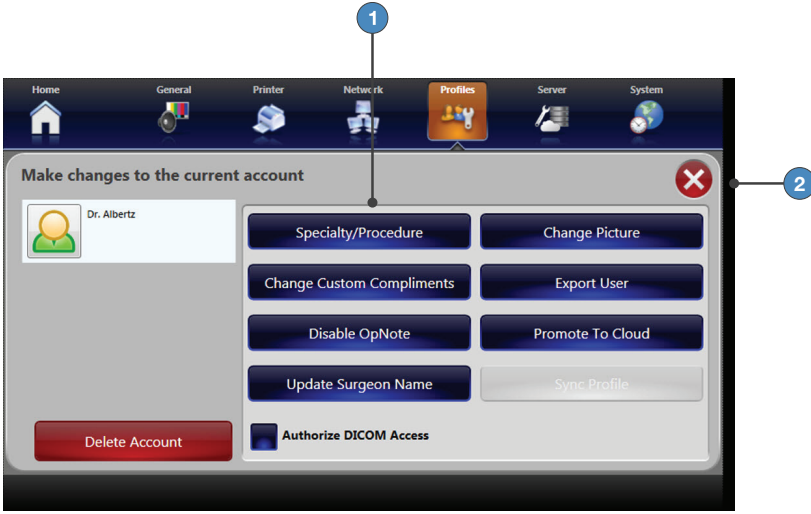 1
Home General Printer Network Profiles Server System
Make changes to the current account
2
Dr. Albertz
Specialty/Procedure Change Picture
Change Custom Compliments Export User
Disable OpNote Promote To Cloud
Update Surgeon Name Sync Profile
Delete Account Authorize DICOM Access